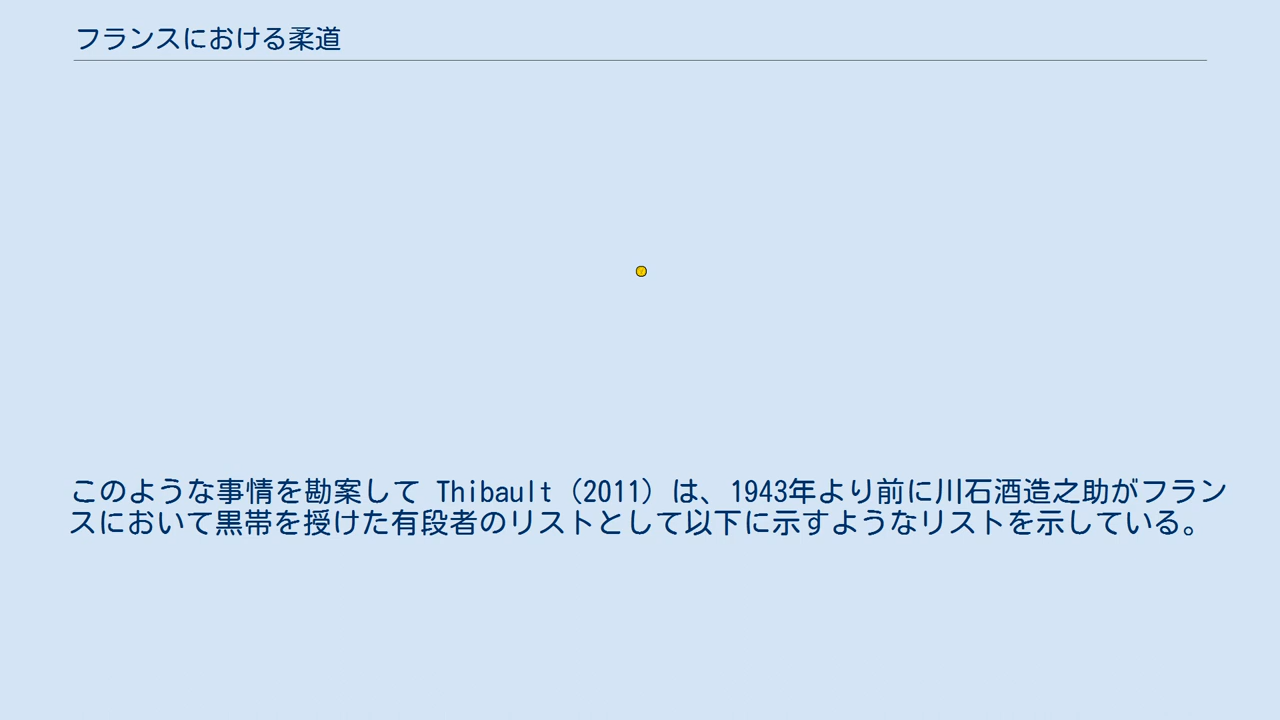 フランスにおける柔道
このような事情を勘案して Thibault（2011）は、1943年より前に川石酒造之助がフラン
スにおいて黒帯を授けた有段者のリストとして以下に示すようなリストを示している。